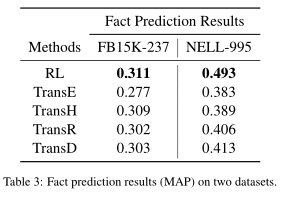 Fact Prediction Results
Methods FB15K-237 NELL-995
RL 0.311 0.493
TransE 0.277 0.383
TransH 0.309 0.389
TransR 0.302 0.406
TransD 0.303 0.413
Table 3: Fact prediction results (MAP) on two datasets.